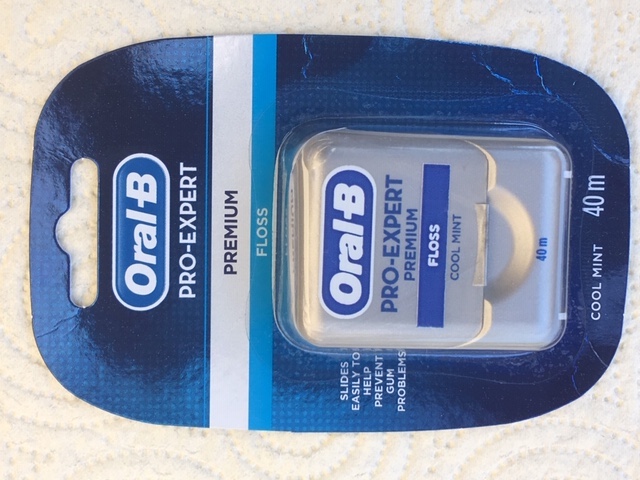 Oral-B
PRO-EXPERT
PREMIUM
FLOSS
Oral-B
PRO-EXPERT
PREMIUM
FLOSS
COOL MINT
40 m
SLIDES
EASILY TO
HELP
PREVENT
GUM
PROBLEMS
COOL MINT 40 m